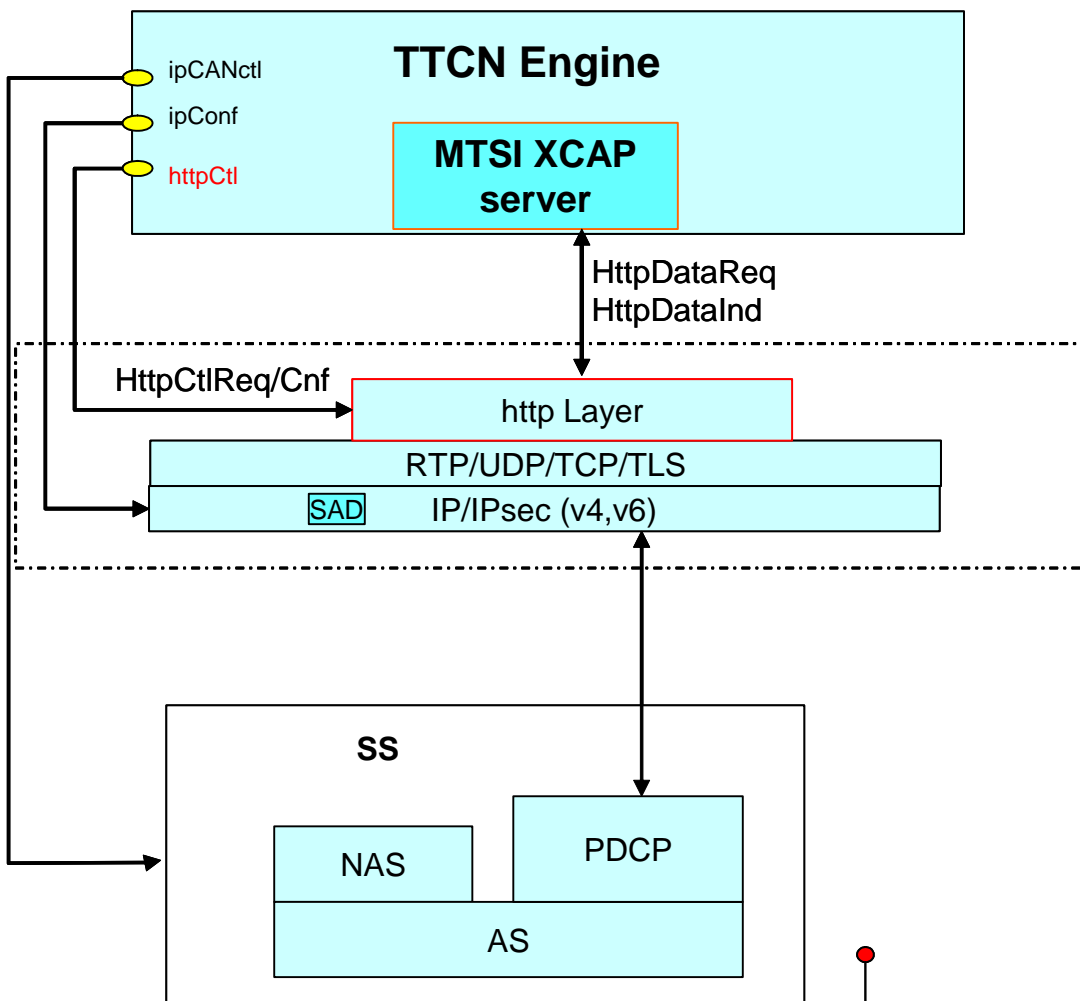 TTCN Engine
ipCANctl
ipConf
httpCtl
MTSI XCAP
server
HttpDataReq
HttpDataInd
HttpCtlReq/Cnf
http Layer
RTP/UDP/TCP/TLS
SAD
IP/IPsec (v4,v6)
SS
NAS
PDCP
AS